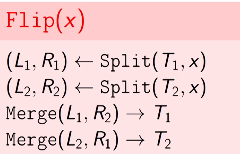 Flip(x)
(L₁, R₁) ← Split(T₁, x)
(L₂, R₂) ← Split(T₂, x)
Merge(L₁, R₂) → T₁
Merge(L₂, R₁) → T₂